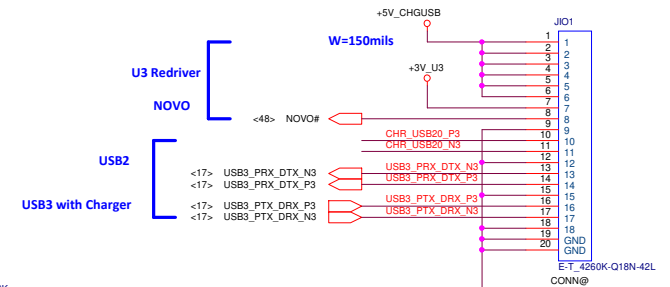 +5V_CHGUSB
JIO1
W=150mils
1 1
2 2
3 3
+3V_U3
4 4
U3 Redriver
5 5
6 6
7 7
NOVO
<48> NOVO#
8 8
9 9
CHR_USB20_P3
10 10
CHR_USB20_N3
11 11
USB2
12 12
<17> USB3_PRX_DTX_N3
USB3_PRX_DTX_N3
13 13
<17> USB3_PRX_DTX_P3
USB3_PRX_DTX_P3
14 14
15 15
USB3 with Charger
<17> USB3_PTX_DRX_P3
USB3_PTX_DRX_P3
16 16
<17> USB3_PTX_DRX_N3
USB3_PTX_DRX_N3
17 17
18 18
19 GND
20 GND
E-T_4260K-Q18N-42L
CONN@